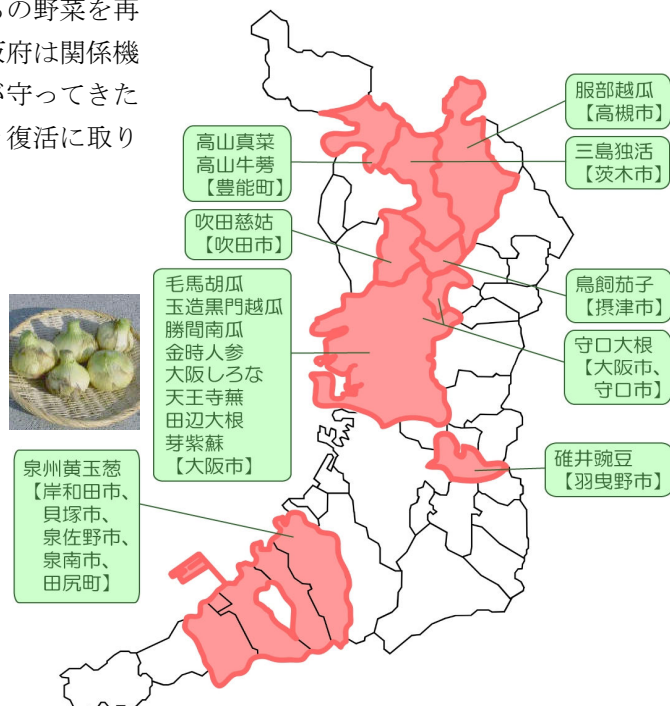 らの野菜を再
阪府は関係機
が守ってきた
、復活に取り
服部越瓜
【高槻市】
三島独活
【茨木市】
高山真菜
高山牛蒡
【豊能町】
吹田慈姑
【吹田市】
鳥飼茄子
【摂津市】
毛馬胡瓜
玉造黒門越瓜
勝間南瓜
金時人参
大阪しろな
天王寺蕪
田辺大根
芽紫蘇
【大阪市】
守口大根
【大阪市、
守口市】
碓井豌豆
【羽曳野市】
泉州黄玉葱
【岸和田市、
貝塚市、
泉佐野市、
泉南市、
田尻町】